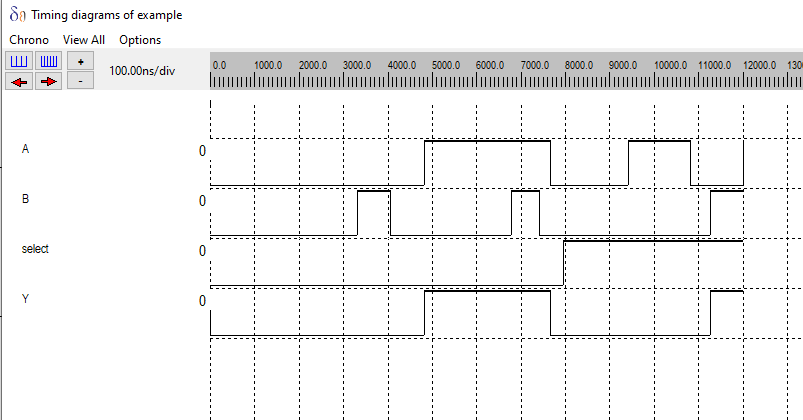 Timing diagrams of example
Chrono View All Options
+
-
100.00ns/div
0.0 1000.0 2000.0 3000.0 4000.0 5000.0 6000.0 7000.0 8000.0 9000.0 10000.0 11000.0 12000.0 130
A 0
B 0
select 0
Y 0